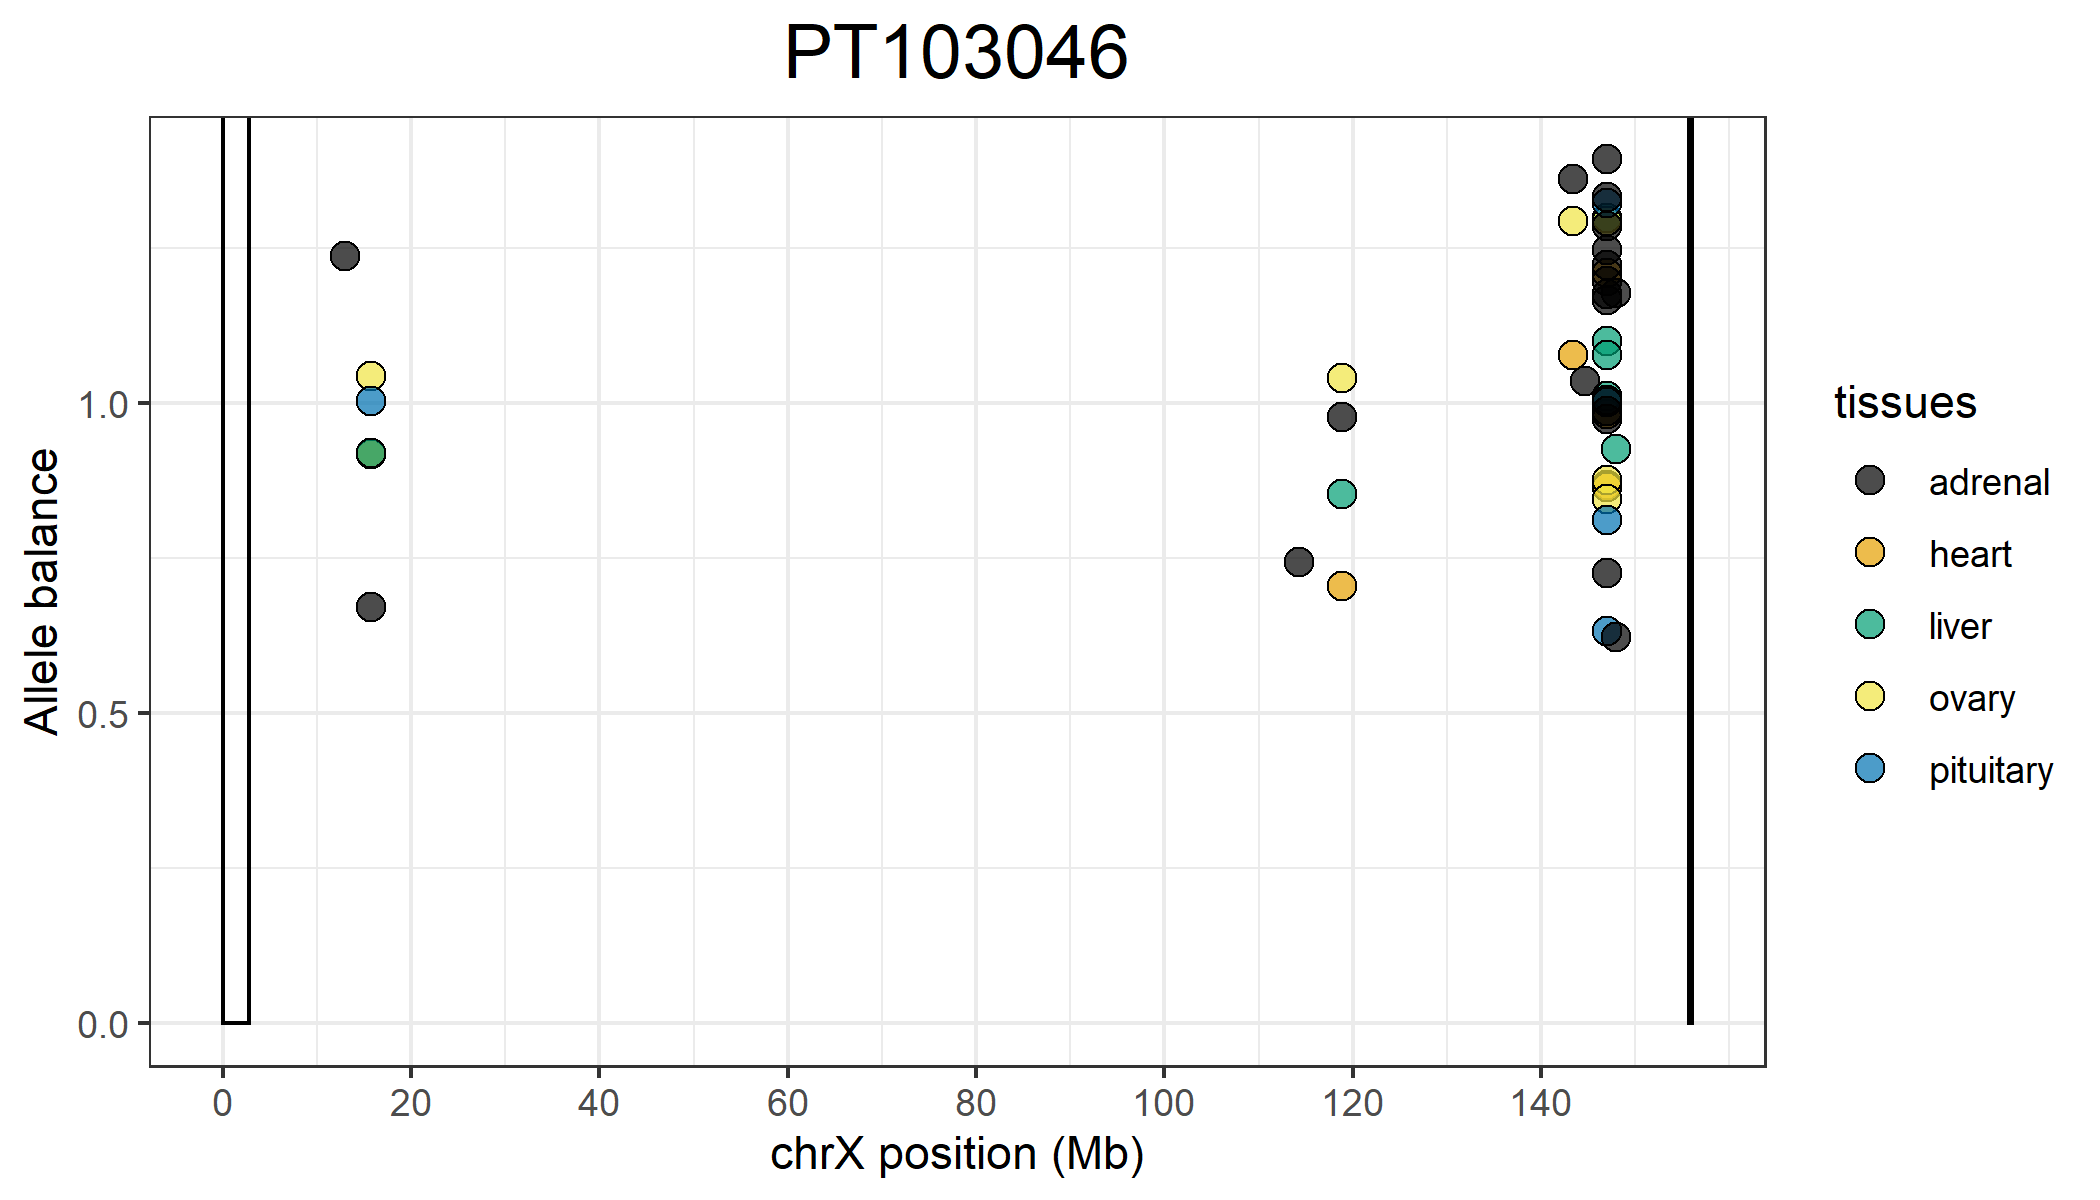 PT103046
Allele balance
1.0
0.5
0.0
0 20 40 60 80 100 120 140
chrX position (Mb)
tissues
adrenal
heart
liver
ovary
pituitary